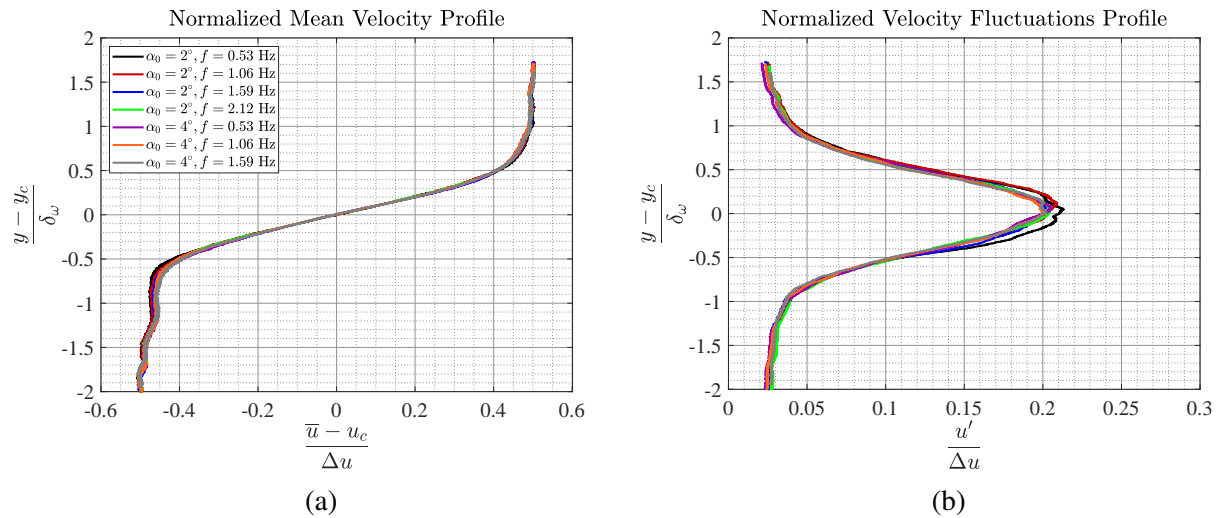 Normalized Mean Velocity Profile
2
1.5
1
0.5
0
-0.5
-1
-1.5
-2
y − y_c
δ_ω
α₀ = 2°, f = 0.53 Hz
α₀ = 2°, f = 1.06 Hz
α₀ = 2°, f = 1.59 Hz
α₀ = 2°, f = 2.12 Hz
α₀ = 4°, f = 0.53 Hz
α₀ = 4°, f = 1.06 Hz
α₀ = 4°, f = 1.59 Hz
-0.6 -0.4 -0.2 0 0.2 0.4 0.6
u̅ − u_c
Δu
(a)
Normalized Velocity Fluctuations Profile
2
1.5
1
0.5
0
-0.5
-1
-1.5
-2
y − y_c
δ_ω
0 0.05 0.1 0.15 0.2 0.25 0.3
u′
Δu
(b)